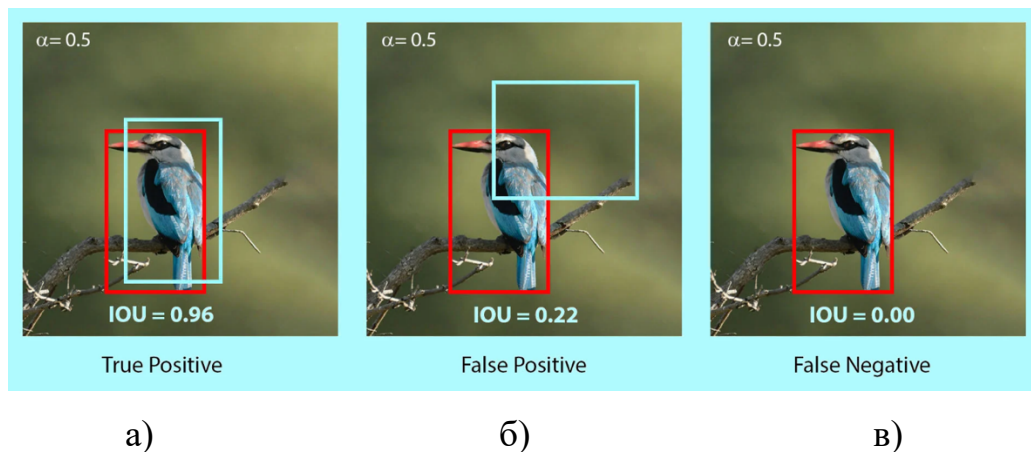 α= 0.5
IOU = 0.96
True Positive
α= 0.5
IOU = 0.22
False Positive
α= 0.5
IOU = 0.00
False Negative
а)
б)
в)